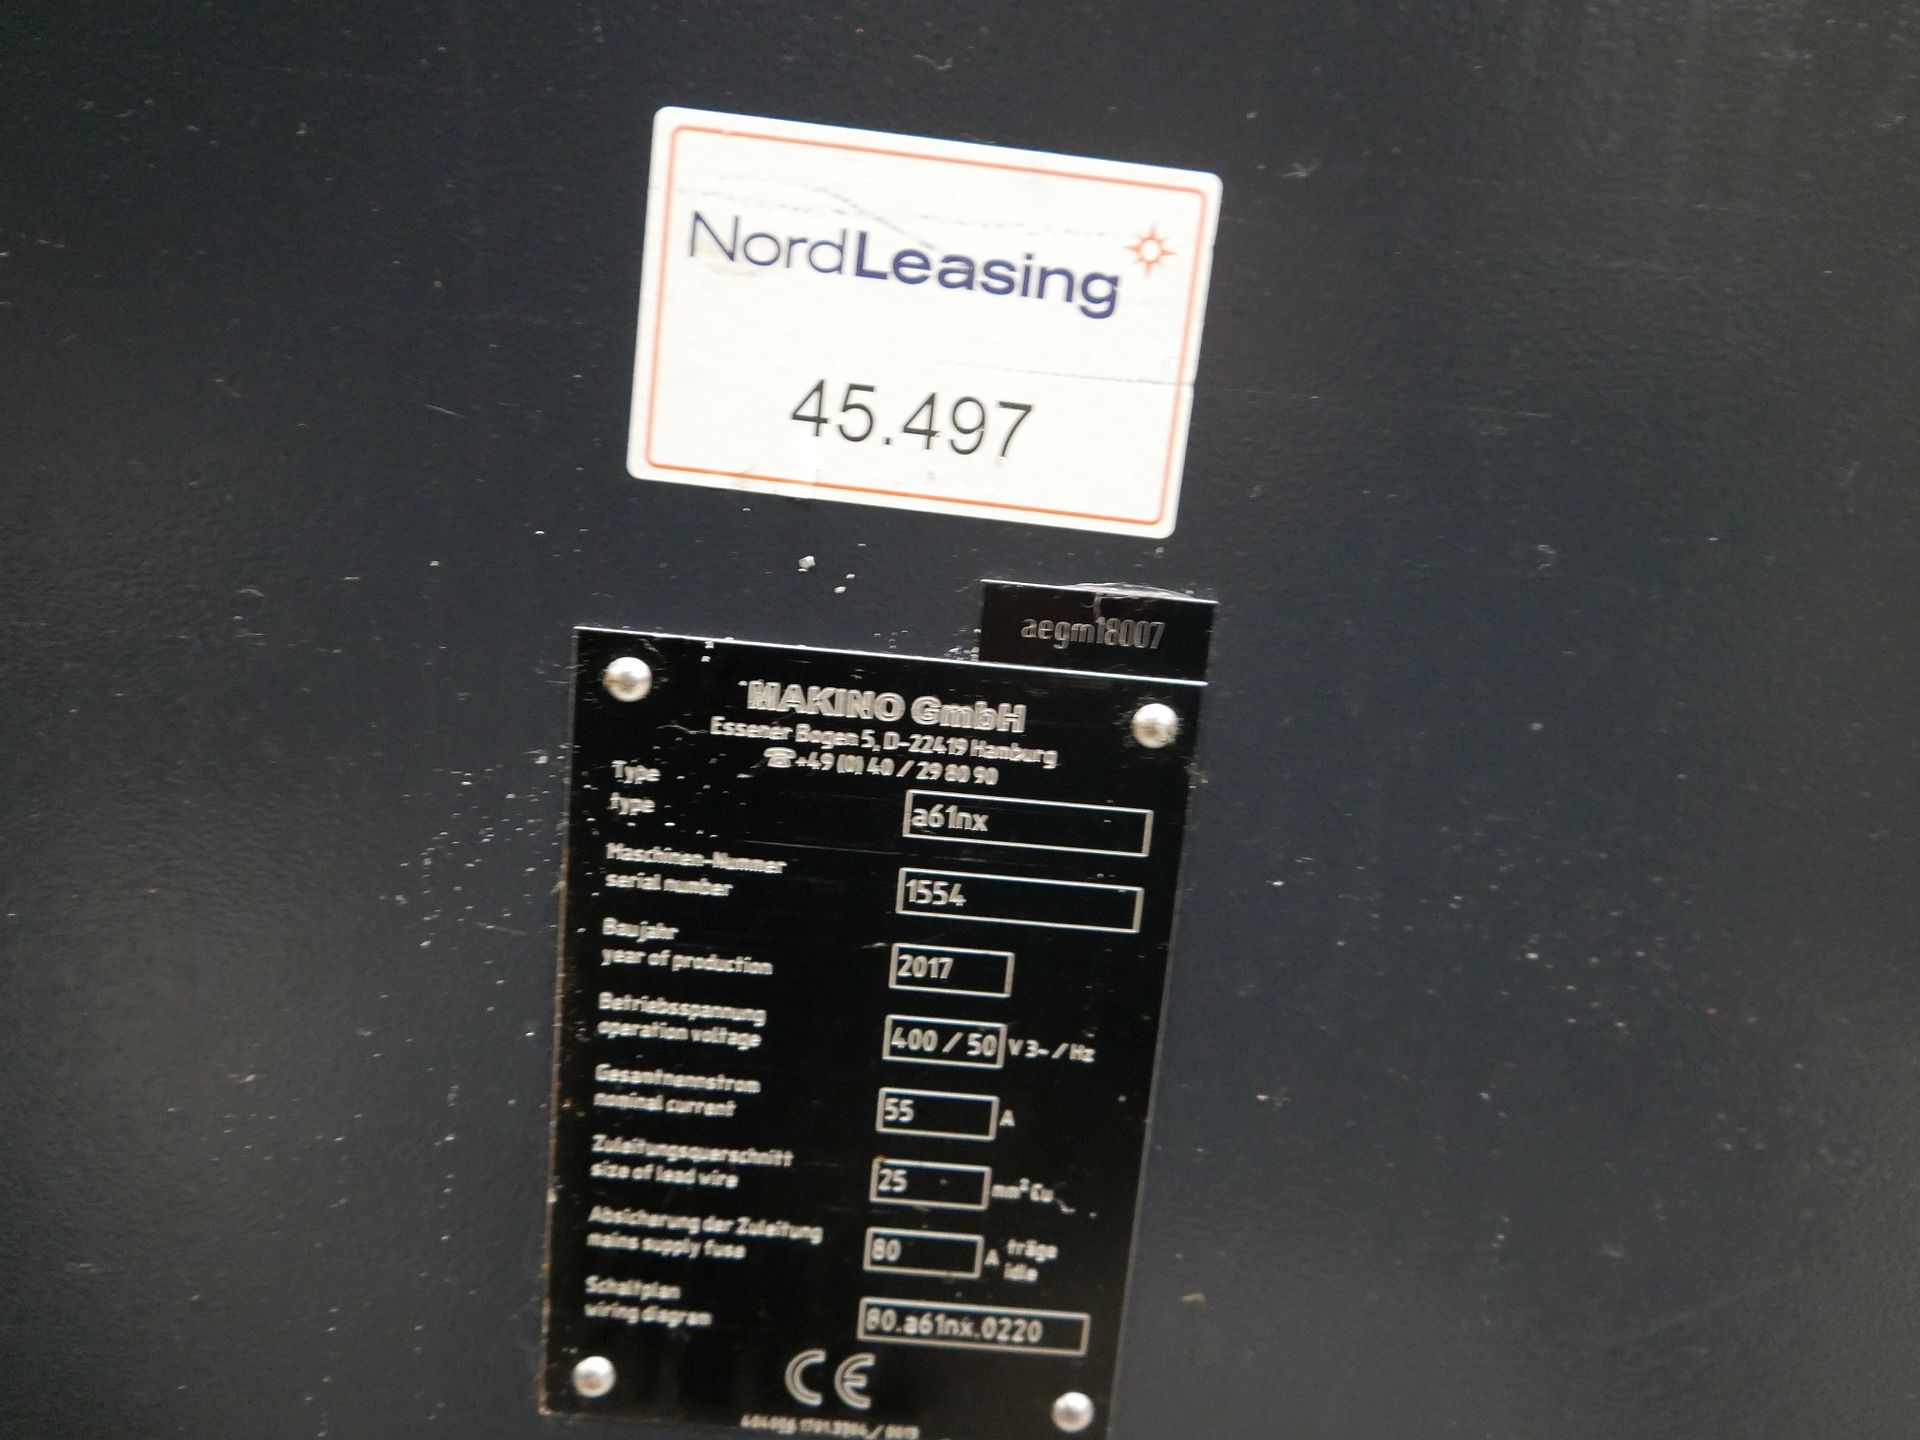 NordLeasing
45.497
aegm18007
MAKINO GmbH
Essener Bogen 5, D-22419 Hamburg
☎+49 (0) 40 / 29 80 90
Type
type
a61nx
Maschinen-Nummer
serial number
1554
Baujahr
year of production
2017
Betriebsspannung
operation voltage
400 / 50 V 3~ / Hz
Gesamtnennstrom
nominal current
55 A
Zuleitungsquerschnitt
size of lead wire
25 mm² Cu
Absicherung der Zuleitung
mains supply fuse
80 A träge
idle
Schaltplan
wiring diagram
80.a61nx.0220
CE